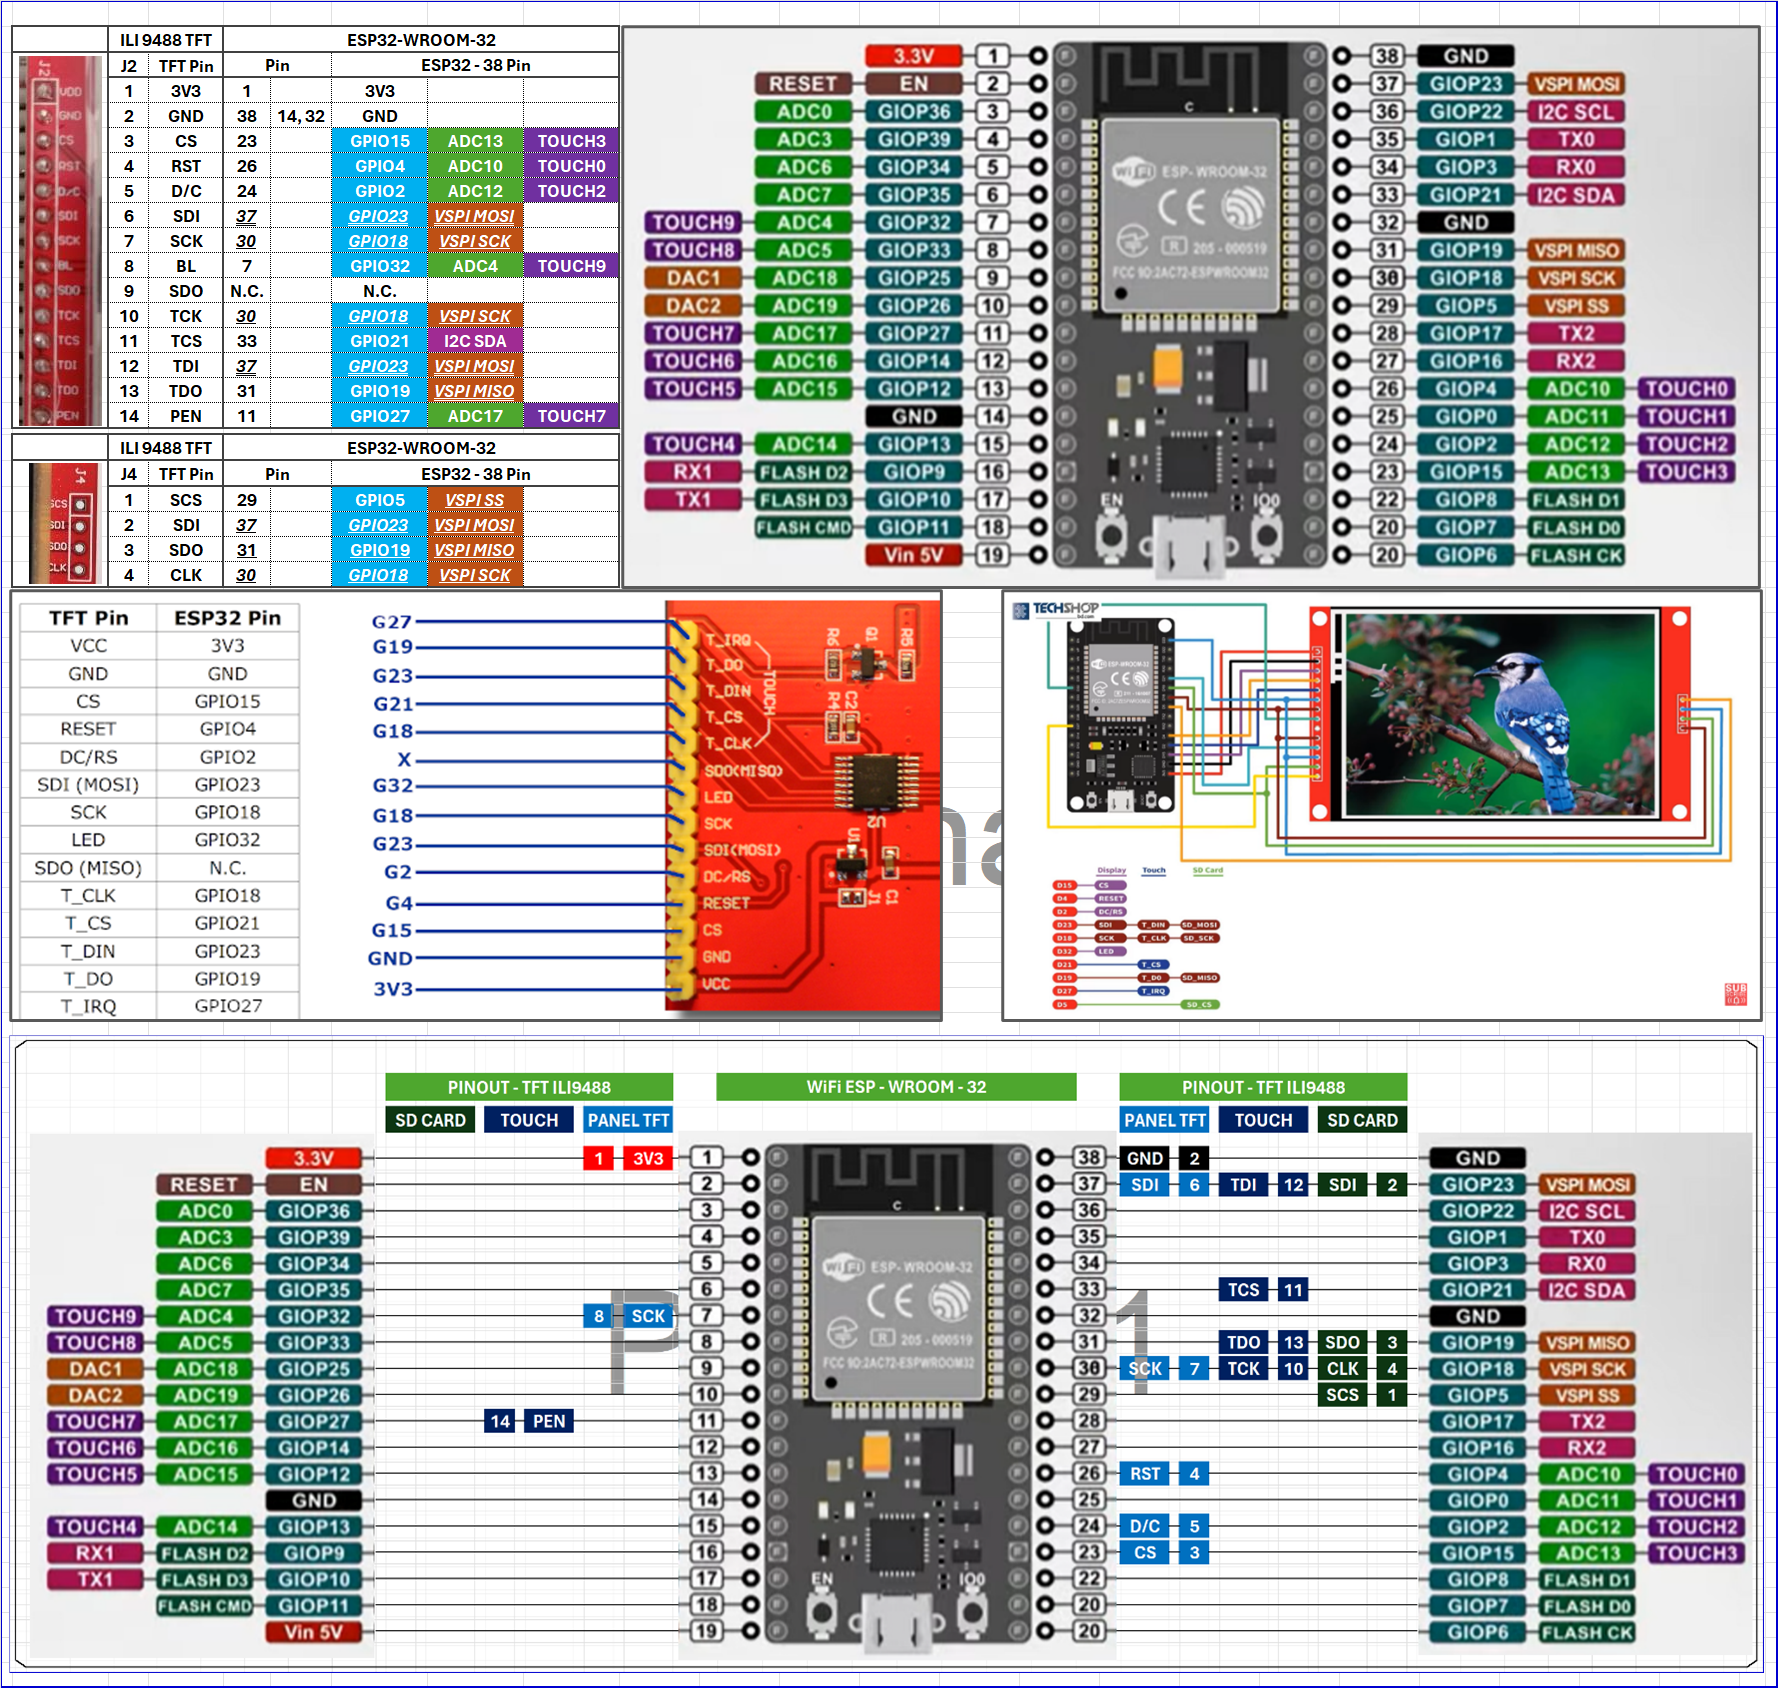 ILI 9488 TFT ESP32-WROOM-32
J2 TFT Pin Pin ESP32 - 38 Pin
1 3V3 1 3V3
2 GND 38 14, 32 GND
3 CS 23 GPIO15 ADC13 TOUCH3
4 RST 26 GPIO4 ADC10 TOUCH0
5 D/C 24 GPIO2 ADC12 TOUCH2
6 SDI 37 GPIO23 VSPI MOSI
7 SCK 30 GPIO18 VSPI SCK
8 BL 7 GPIO32 ADC4 TOUCH9
9 SDO N.C. N.C.
10 TCK 30 GPIO18 VSPI SCK
11 TCS 33 GPIO21 I2C SDA
12 TDI 37 GPIO23 VSPI MOSI
13 TDO 31 GPIO19 VSPI MISO
14 PEN 11 GPIO27 ADC17 TOUCH7
J2
VDD
GND
CS
RST
D/C
SDI
SCK
BL
SDO
TCK
TCS
TDI
TDO
PEN
ILI 9488 TFT ESP32-WROOM-32
J4 TFT Pin Pin ESP32 - 38 Pin
1 SCS 29 GPIO5 VSPI SS
2 SDI 37 GPIO23 VSPI MOSI
3 SDO 31 GPIO19 VSPI MISO
4 CLK 30 GPIO18 VSPI SCK
J4
SCS
SDI
SDO
CLK
3.3V 1 38 GND
RESET EN 2 37 GIOP23 VSPI MOSI
ADC0 GIOP36 3 36 GIOP22 I2C SCL
ADC3 GIOP39 4 35 GIOP1 TX0
ADC6 GIOP34 5 34 GIOP3 RX0
ADC7 GIOP35 6 33 GIOP21 I2C SDA
TOUCH9 ADC4 GIOP32 7 32 GND
TOUCH8 ADC5 GIOP33 8 31 GIOP19 VSPI MISO
DAC1 ADC18 GIOP25 9 30 GIOP18 VSPI SCK
DAC2 ADC19 GIOP26 10 29 GIOP5 VSPI SS
TOUCH7 ADC17 GIOP27 11 28 GIOP17 TX2
TOUCH6 ADC16 GIOP14 12 27 GIOP16 RX2
TOUCH5 ADC15 GIOP12 13 26 GIOP4 ADC10 TOUCH0
GND 14 25 GIOP0 ADC11 TOUCH1
TOUCH4 ADC14 GIOP13 15 24 GIOP2 ADC12 TOUCH2
RX1 FLASH D2 GIOP9 16 23 GIOP15 ADC13 TOUCH3
TX1 FLASH D3 GIOP10 17 22 GIOP8 FLASH D1
FLASH CMD GIOP11 18 20 GIOP7 FLASH D0
Vin 5V 19 20 GIOP6 FLASH CK
C
WiFi ESP-WROOM-32
CE
R 205-000519
FCC 9D:2AC72-ESPWROOM32
EN IO0
TFT Pin ESP32 Pin
VCC 3V3
GND GND
CS GPIO15
RESET GPIO4
DC/RS GPIO2
SDI (MOSI) GPIO23
SCK GPIO18
LED GPIO32
SDO (MISO) N.C.
T_CLK GPIO18
T_CS GPIO21
T_DIN GPIO23
T_DO GPIO19
T_IRQ GPIO27
G27 T_IRQ
G19 T_DO
G23 T_DIN
G21 T_CS
G18 T_CLK
X SDO(MISO)
G32 LED
G18 SCK
G23 SDI(MOSI)
G2 DC/RS
G4 RESET
G15 CS
GND GND
3V3 VCC
TOUCH
R6 Q1 R5
R4 C2
U2
U1
J1 C1
TECHSHOP
Display Touch SD Card
D15 CS
D4 RESET
D2 DC/RS
D23 SDI T_DIN SD_MOSI
D18 SCK T_CLK SD_SCK
D32 LED
D21 T_CS
D19 T_DO SD_MISO
D27 T_IRQ
D5 SD_CS
SUB
PINOUT - TFT ILI9488 WiFi ESP - WROOM - 32 PINOUT - TFT ILI9488
SD CARD TOUCH PANEL TFT PANEL TFT TOUCH SD CARD
3.3V 1 3V3 1 38 GND 2 GND
RESET EN 2 37 SDI 6 TDI 12 SDI 2 GIOP23 VSPI MOSI
ADC0 GIOP36 3 36 GIOP22 I2C SCL
ADC3 GIOP39 4 35 GIOP1 TX0
ADC6 GIOP34 5 34 GIOP3 RX0
ADC7 GIOP35 6 33 TCS 11 GIOP21 I2C SDA
TOUCH9 ADC4 GIOP32 8 SCK 7 32 GND
TOUCH8 ADC5 GIOP33 8 31 TDO 13 SDO 3 GIOP19 VSPI MISO
DAC1 ADC18 GIOP25 9 30 SCK 7 TCK 10 CLK 4 GIOP18 VSPI SCK
DAC2 ADC19 GIOP26 10 29 SCS 1 GIOP5 VSPI SS
TOUCH7 ADC17 GIOP27 14 PEN 11 28 GIOP17 TX2
TOUCH6 ADC16 GIOP14 12 27 GIOP16 RX2
TOUCH5 ADC15 GIOP12 13 26 RST 4 GIOP4 ADC10 TOUCH0
GND 14 25 GIOP0 ADC11 TOUCH1
TOUCH4 ADC14 GIOP13 15 24 D/C 5 GIOP2 ADC12 TOUCH2
RX1 FLASH D2 GIOP9 16 23 CS 3 GIOP15 ADC13 TOUCH3
TX1 FLASH D3 GIOP10 17 22 GIOP8 FLASH D1
FLASH CMD GIOP11 18 20 GIOP7 FLASH D0
Vin 5V 19 20 GIOP6 FLASH CK
C
WiFi ESP-WROOM-32
CE
R 205-000519
FCC 9D:2AC72-ESPWROOM32
EN IO0